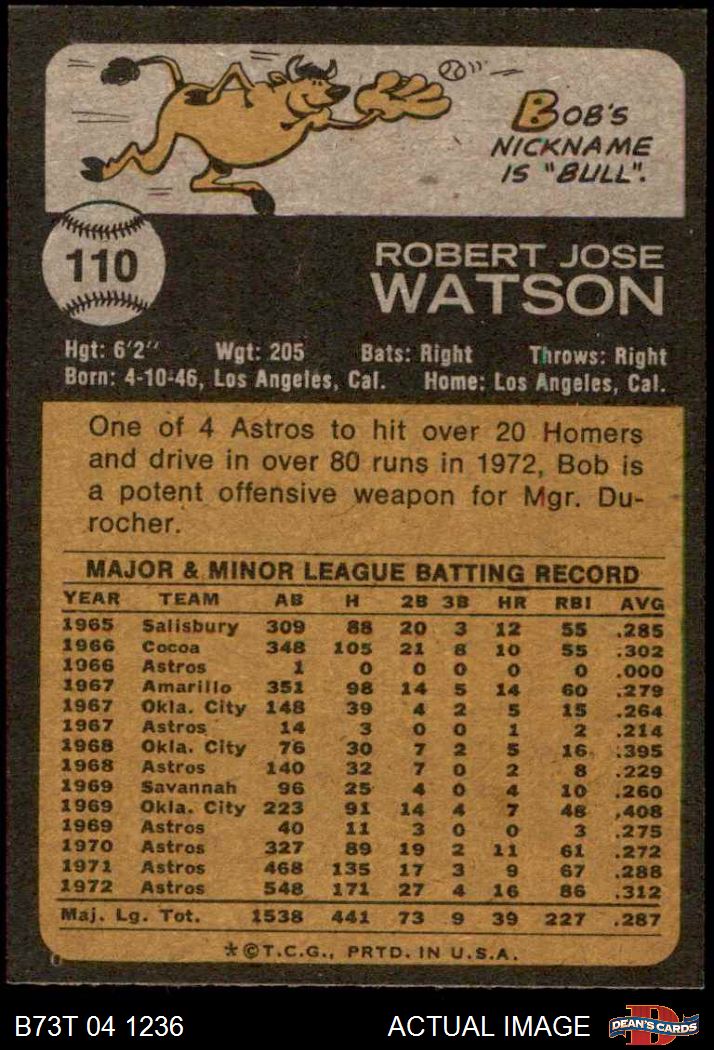 BOB'S
NICKNAME
IS "BULL".
110
ROBERT JOSE
WATSON
Hgt: 6'2" Wgt: 205 Bats: Right Throws: Right
Born: 4-10-46, Los Angeles, Cal. Home: Los Angeles, Cal.
One of 4 Astros to hit over 20 Homers
and drive in over 80 runs in 1972, Bob is
a potent offensive weapon for Mgr. Du-
rocher.
MAJOR & MINOR LEAGUE BATTING RECORD
YEAR TEAM AB H 2B 3B HR RBI AVG
1965 Salisbury 309 88 20 3 12 55 .285
1966 Cocoa 348 105 21 8 10 55 .302
1966 Astros 1 0 0 0 0 0 .000
1967 Amarillo 351 98 14 5 14 60 .279
1967 Okla. City 148 39 4 2 5 15 .264
1967 Astros 14 3 0 0 1 2 .214
1968 Okla. City 76 30 7 2 5 16 .395
1968 Astros 140 32 7 0 2 8 .229
1969 Savannah 96 25 4 0 4 10 .260
1969 Okla. City 223 91 14 4 7 48 .408
1969 Astros 40 11 3 0 0 3 .275
1970 Astros 327 89 19 2 11 61 .272
1971 Astros 468 135 17 3 9 67 .288
1972 Astros 548 171 27 4 16 86 .312
Maj. Lg. Tot. 1538 441 73 9 39 227 .287
*©T.C.G., PRTD. IN U.S.A.
B73T 04 1236 ACTUAL IMAGE D DEAN'S CARDS